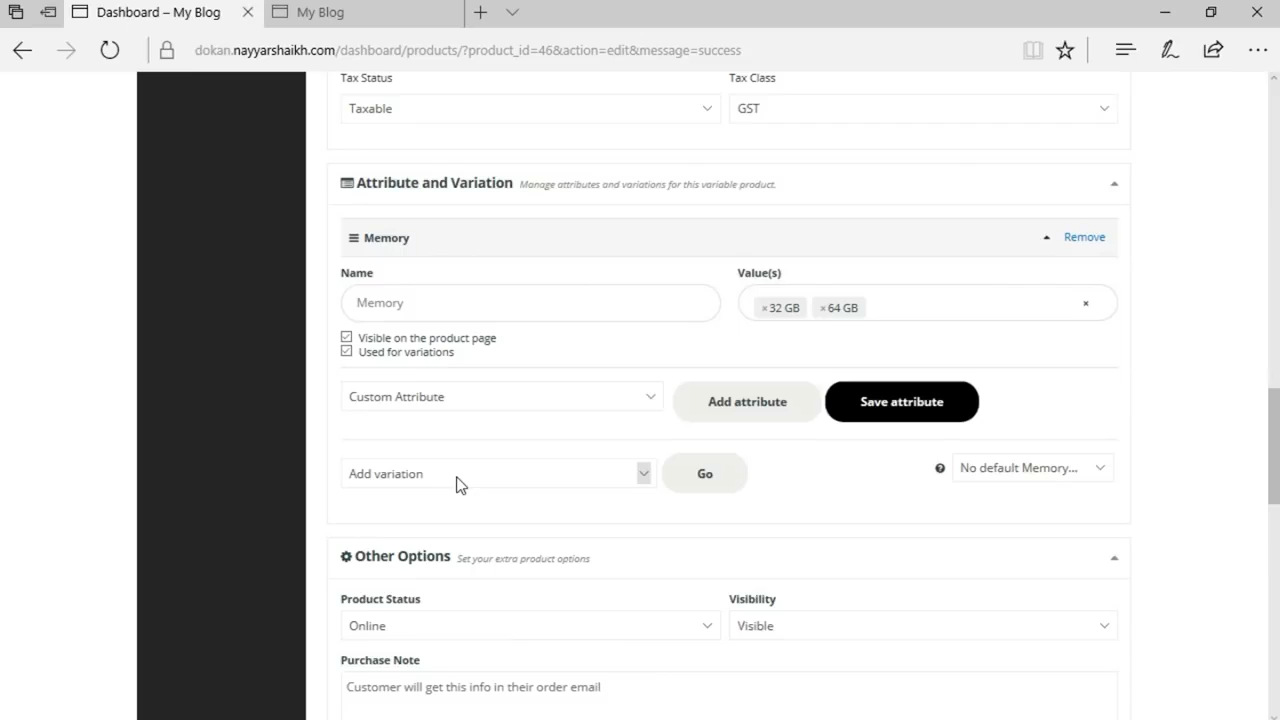 Dashboard – My Blog
My Blog
dokan.nayyarshaikh.com/dashboard/products/?product_id=46&action=edit&message=success
Tax Status
Tax Class
Taxable
GST
Attribute and Variation Manage attributes and variations for this variable product.
Memory
Remove
Name
Value(s)
Memory
×32 GB ×64 GB ×
Visible on the product page
Used for variations
Custom Attribute
Add attribute
Save attribute
Add variation
Go
No default Memory...
Other Options Set your extra product options
Product Status
Visibility
Online
Visible
Purchase Note
Customer will get this info in their order email